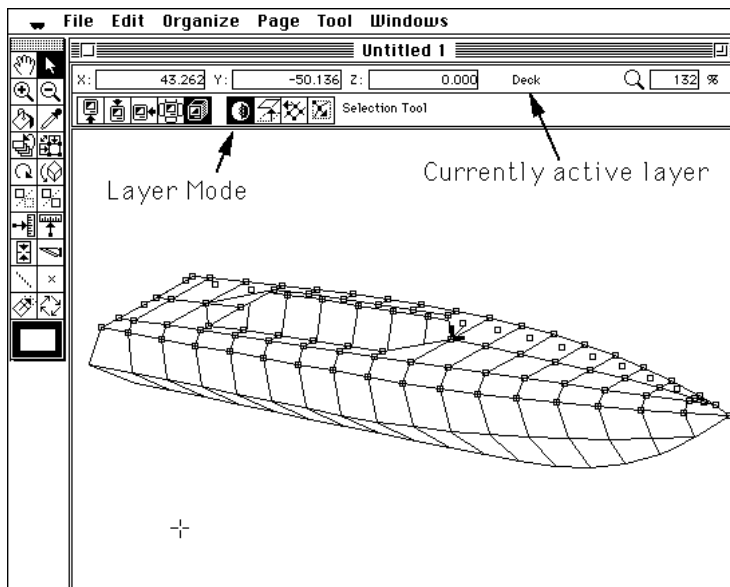 File Edit Organize Page Tool Windows
Untitled 1
X: 43.262 Y: -50.136 Z: 0.000 Deck 132 %
Selection Tool
Layer Mode
Currently active layer